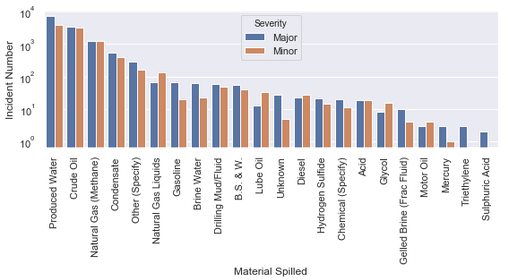 Severity
Major
Minor
Incident Number
10^4
10^3
10^2
10^1
10^0
Produced Water
Crude Oil
Natural Gas (Methane)
Condensate
Other (Specify)
Natural Gas Liquids
Gasoline
Brine Water
Drilling Mud/Fluid
B.S. & W.
Lube Oil
Unknown
Diesel
Hydrogen Sulfide
Chemical (Specify)
Acid
Glycol
Gelled Brine (Frac Fluid)
Motor Oil
Mercury
Triethylene
Sulphuric Acid
Material Spilled